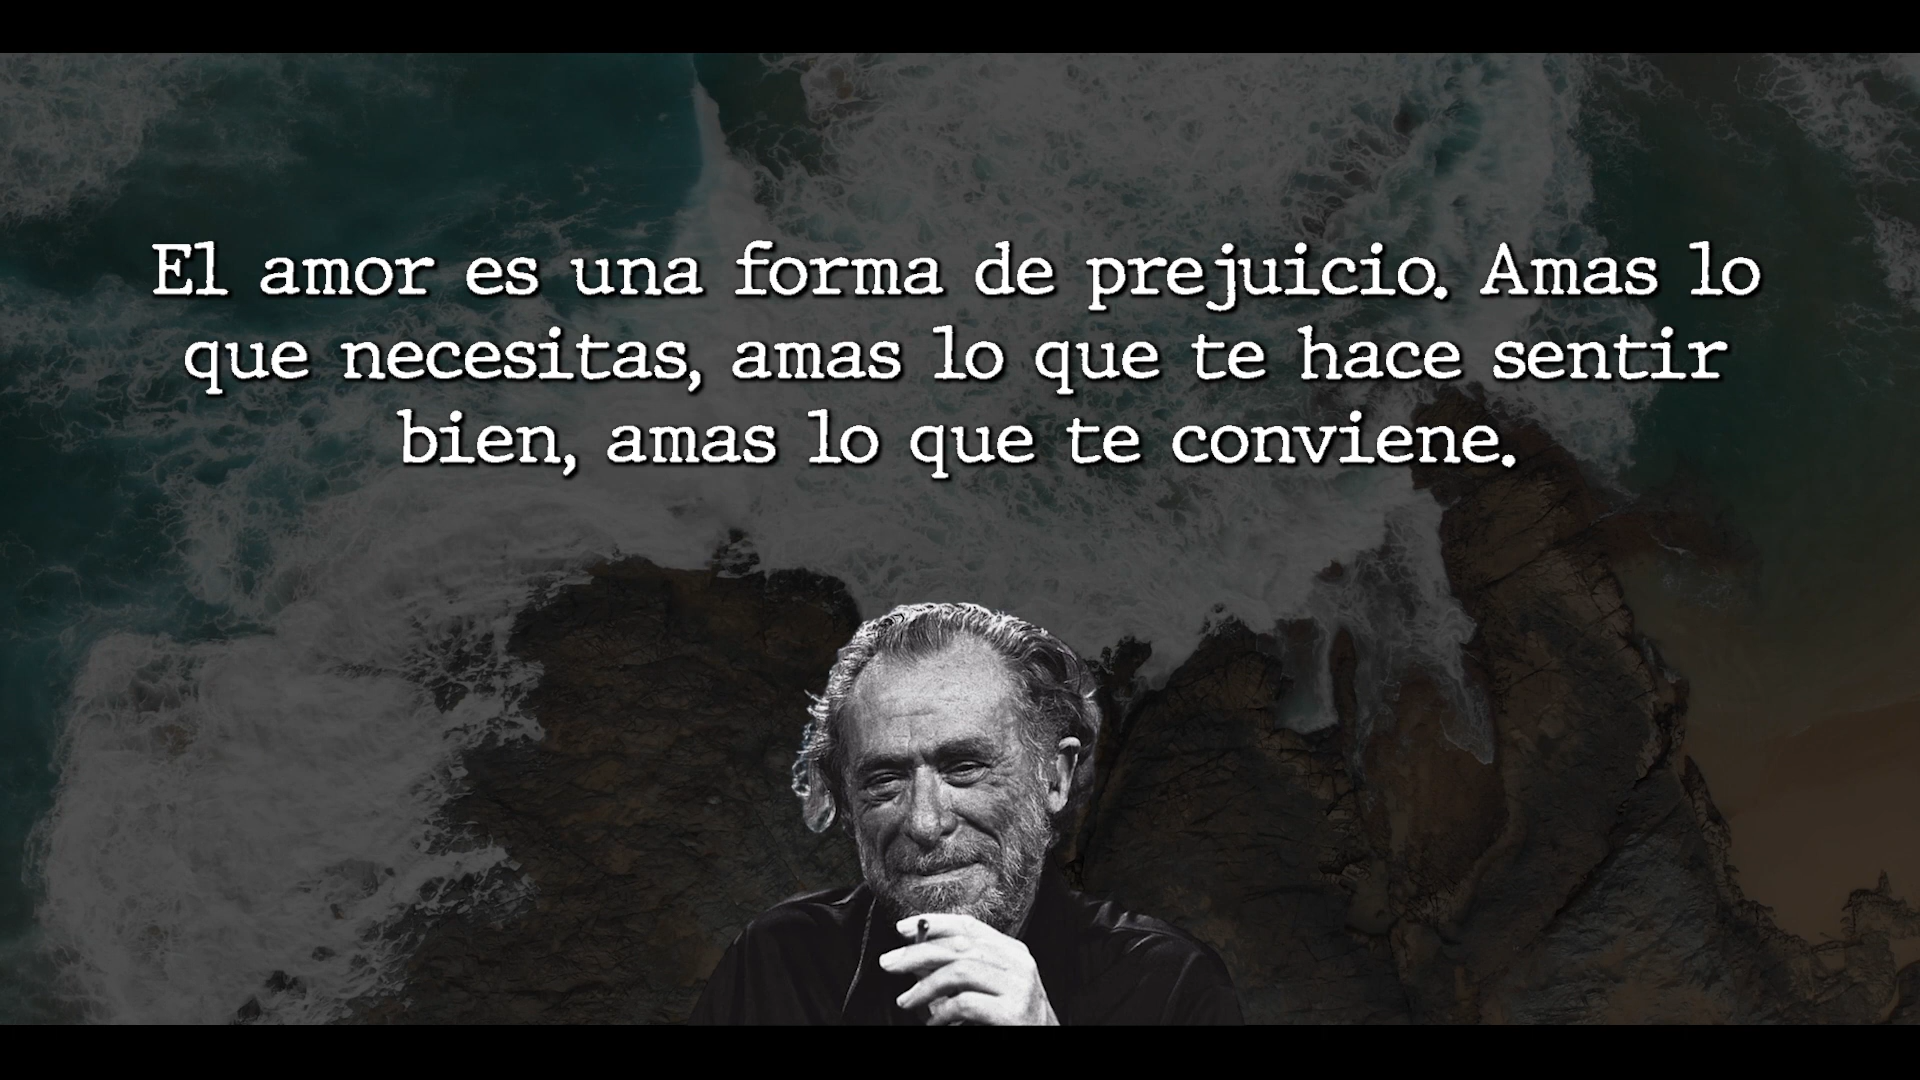 El amor es una forma de prejuicio. Amas lo
que necesitas, amas lo que te hace sentir
bien, amas lo que te conviene.